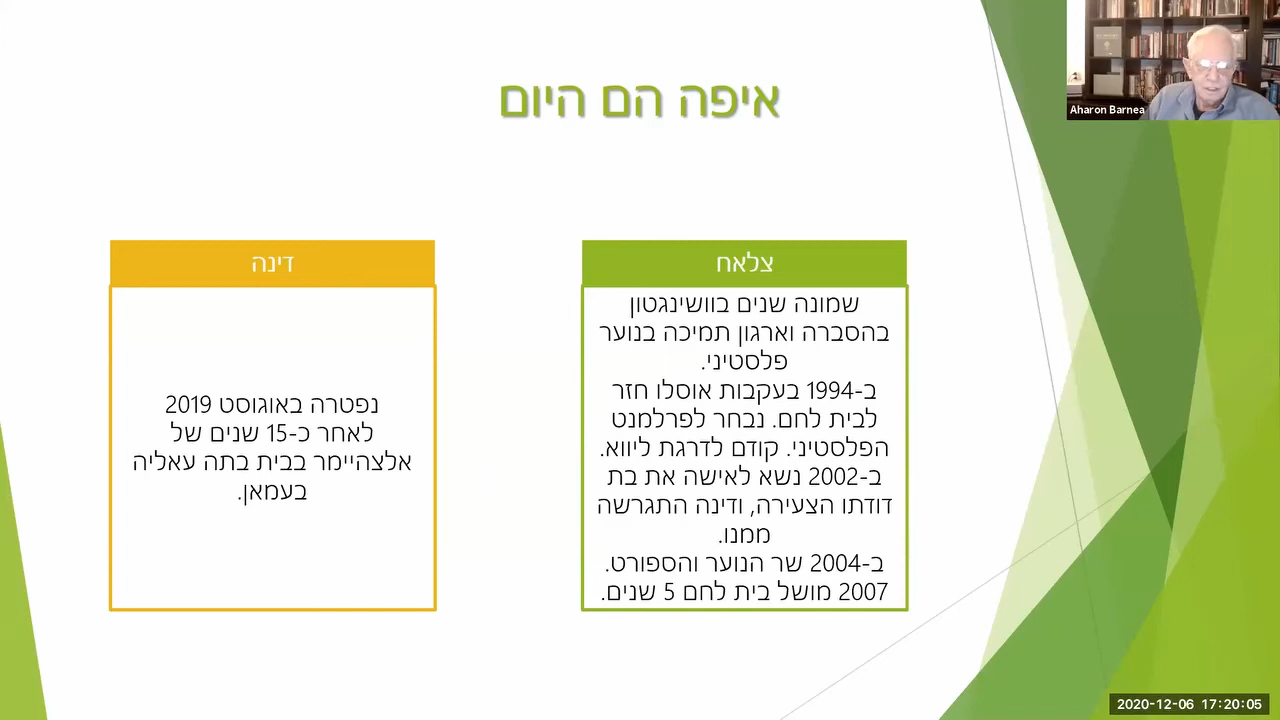 איפה הם היום
צלאח
שמונה שנים בוושינגטון
בהסברה וארגון תמיכה בנוער
פלסטיני.
ב-1994 בעקבות אוסלו חזר
לבית לחם. נבחר לפרלמנט
הפלסטיני. קודם לדרגת ליווא.
ב-2002 נשא לאישה את בת
דודתו הצעירה, ודינה התגרשה
ממנו.
ב-2004 שר הנוער והספורט.
2007 מושל בית לחם 5 שנים.
דינה
נפטרה באוגוסט 2019
לאחר כ-15 שנים של
אלצהיימר בבית בתה עאליה
בעמאן.
Aharon Barnea
2020-12-06 17:20:05